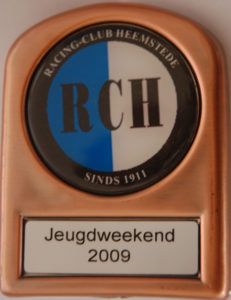 RACING-CLUB HEEMSTEDE
RCH
SINDS 1911
Jeugdweekend
2009